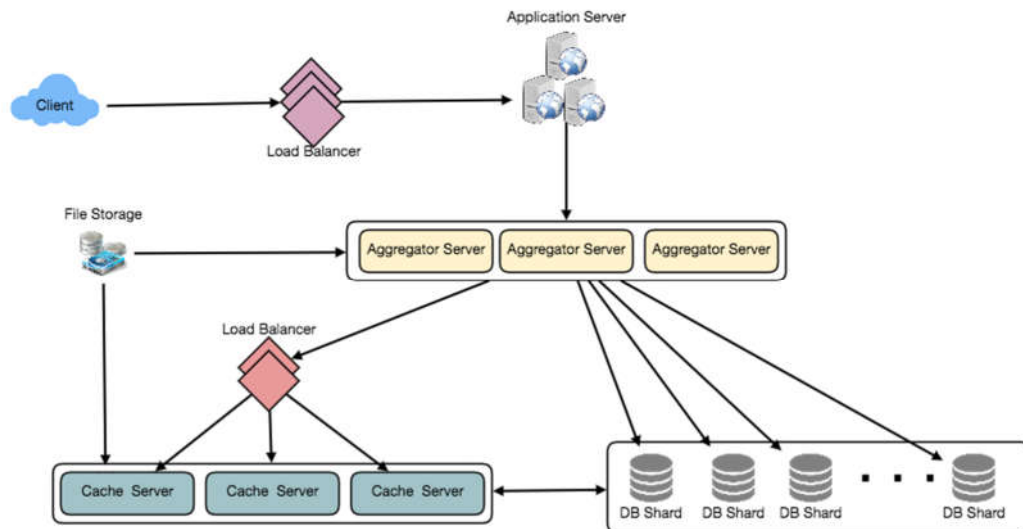 Application Server
Client
Load Balancer
File Storage
Aggregator Server
Aggregator Server
Aggregator Server
Load Balancer
Cache Server
Cache Server
Cache Server
DB Shard
DB Shard
DB Shard
DB Shard